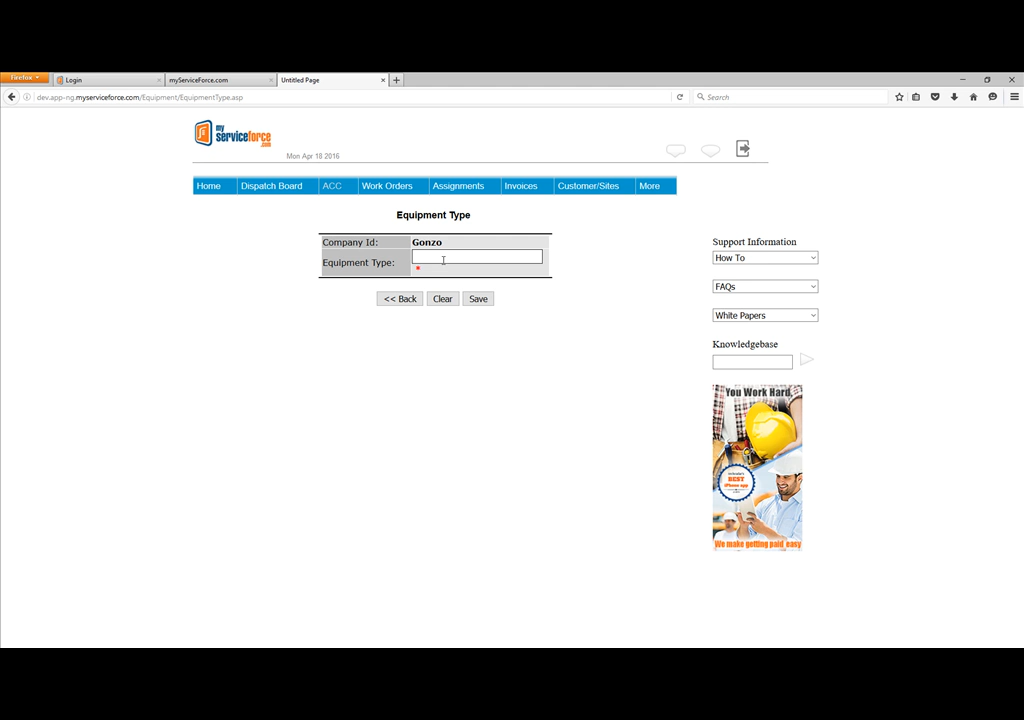 Firefox
Login
myServiceForce.com
Untitled Page
dev.app-ng.myserviceforce.com/Equipment/EquipmentType.asp
Search
my
serviceforce
.com
Mon Apr 18 2016
Home
Dispatch Board
ACC
Work Orders
Assignments
Invoices
Customer/Sites
More
Equipment Type
Company Id: Gonzo
Equipment Type:
*
<< Back
Clear
Save
Support Information
How To
FAQs
White Papers
Knowledgebase
You Work Hard.
BEST
iPhone app
We make getting paid easy